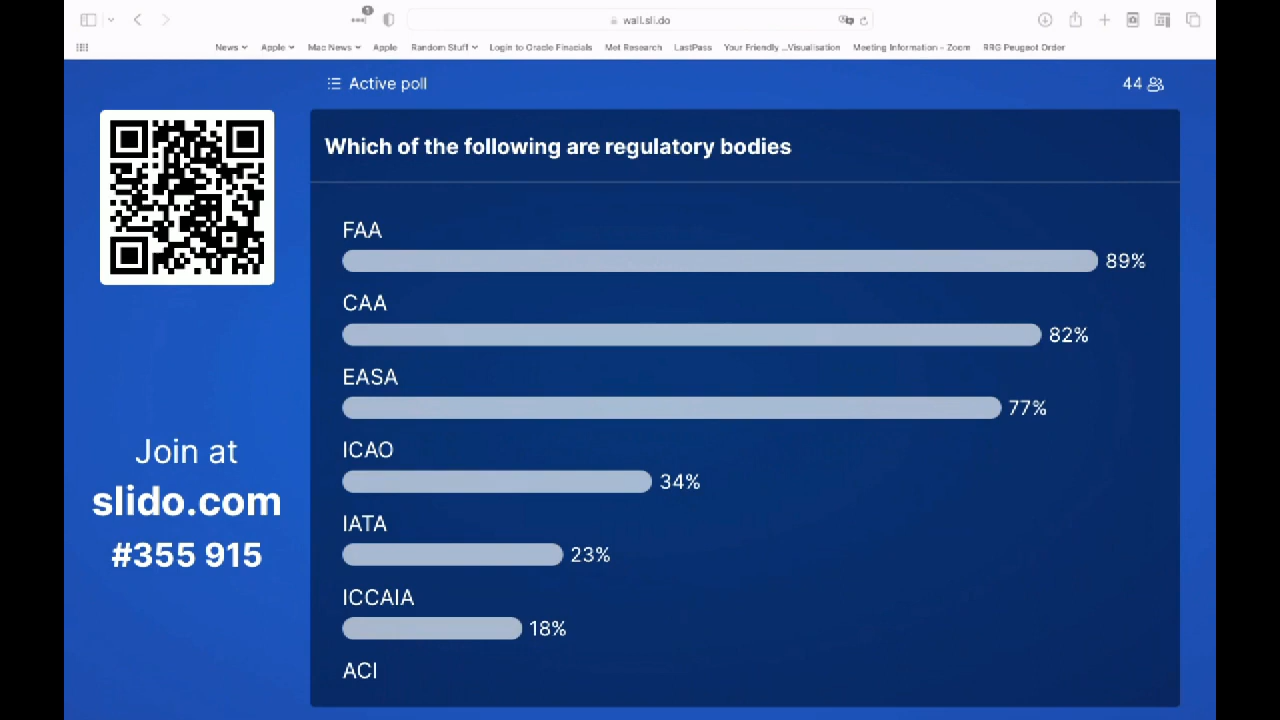 wall.sli.do
News
Apple
Mac News
Apple
Random Stuff
Login to Oracle Finacials
Met Research
LastPass
Your Friendly ...Visualisation
Meeting Information - Zoom
RRG Peugeot Order
Active poll
44
Which of the following are regulatory bodies
FAA
89%
CAA
82%
EASA
77%
ICAO
34%
IATA
23%
ICCAIA
18%
ACI
Join at
slido.com
#355 915